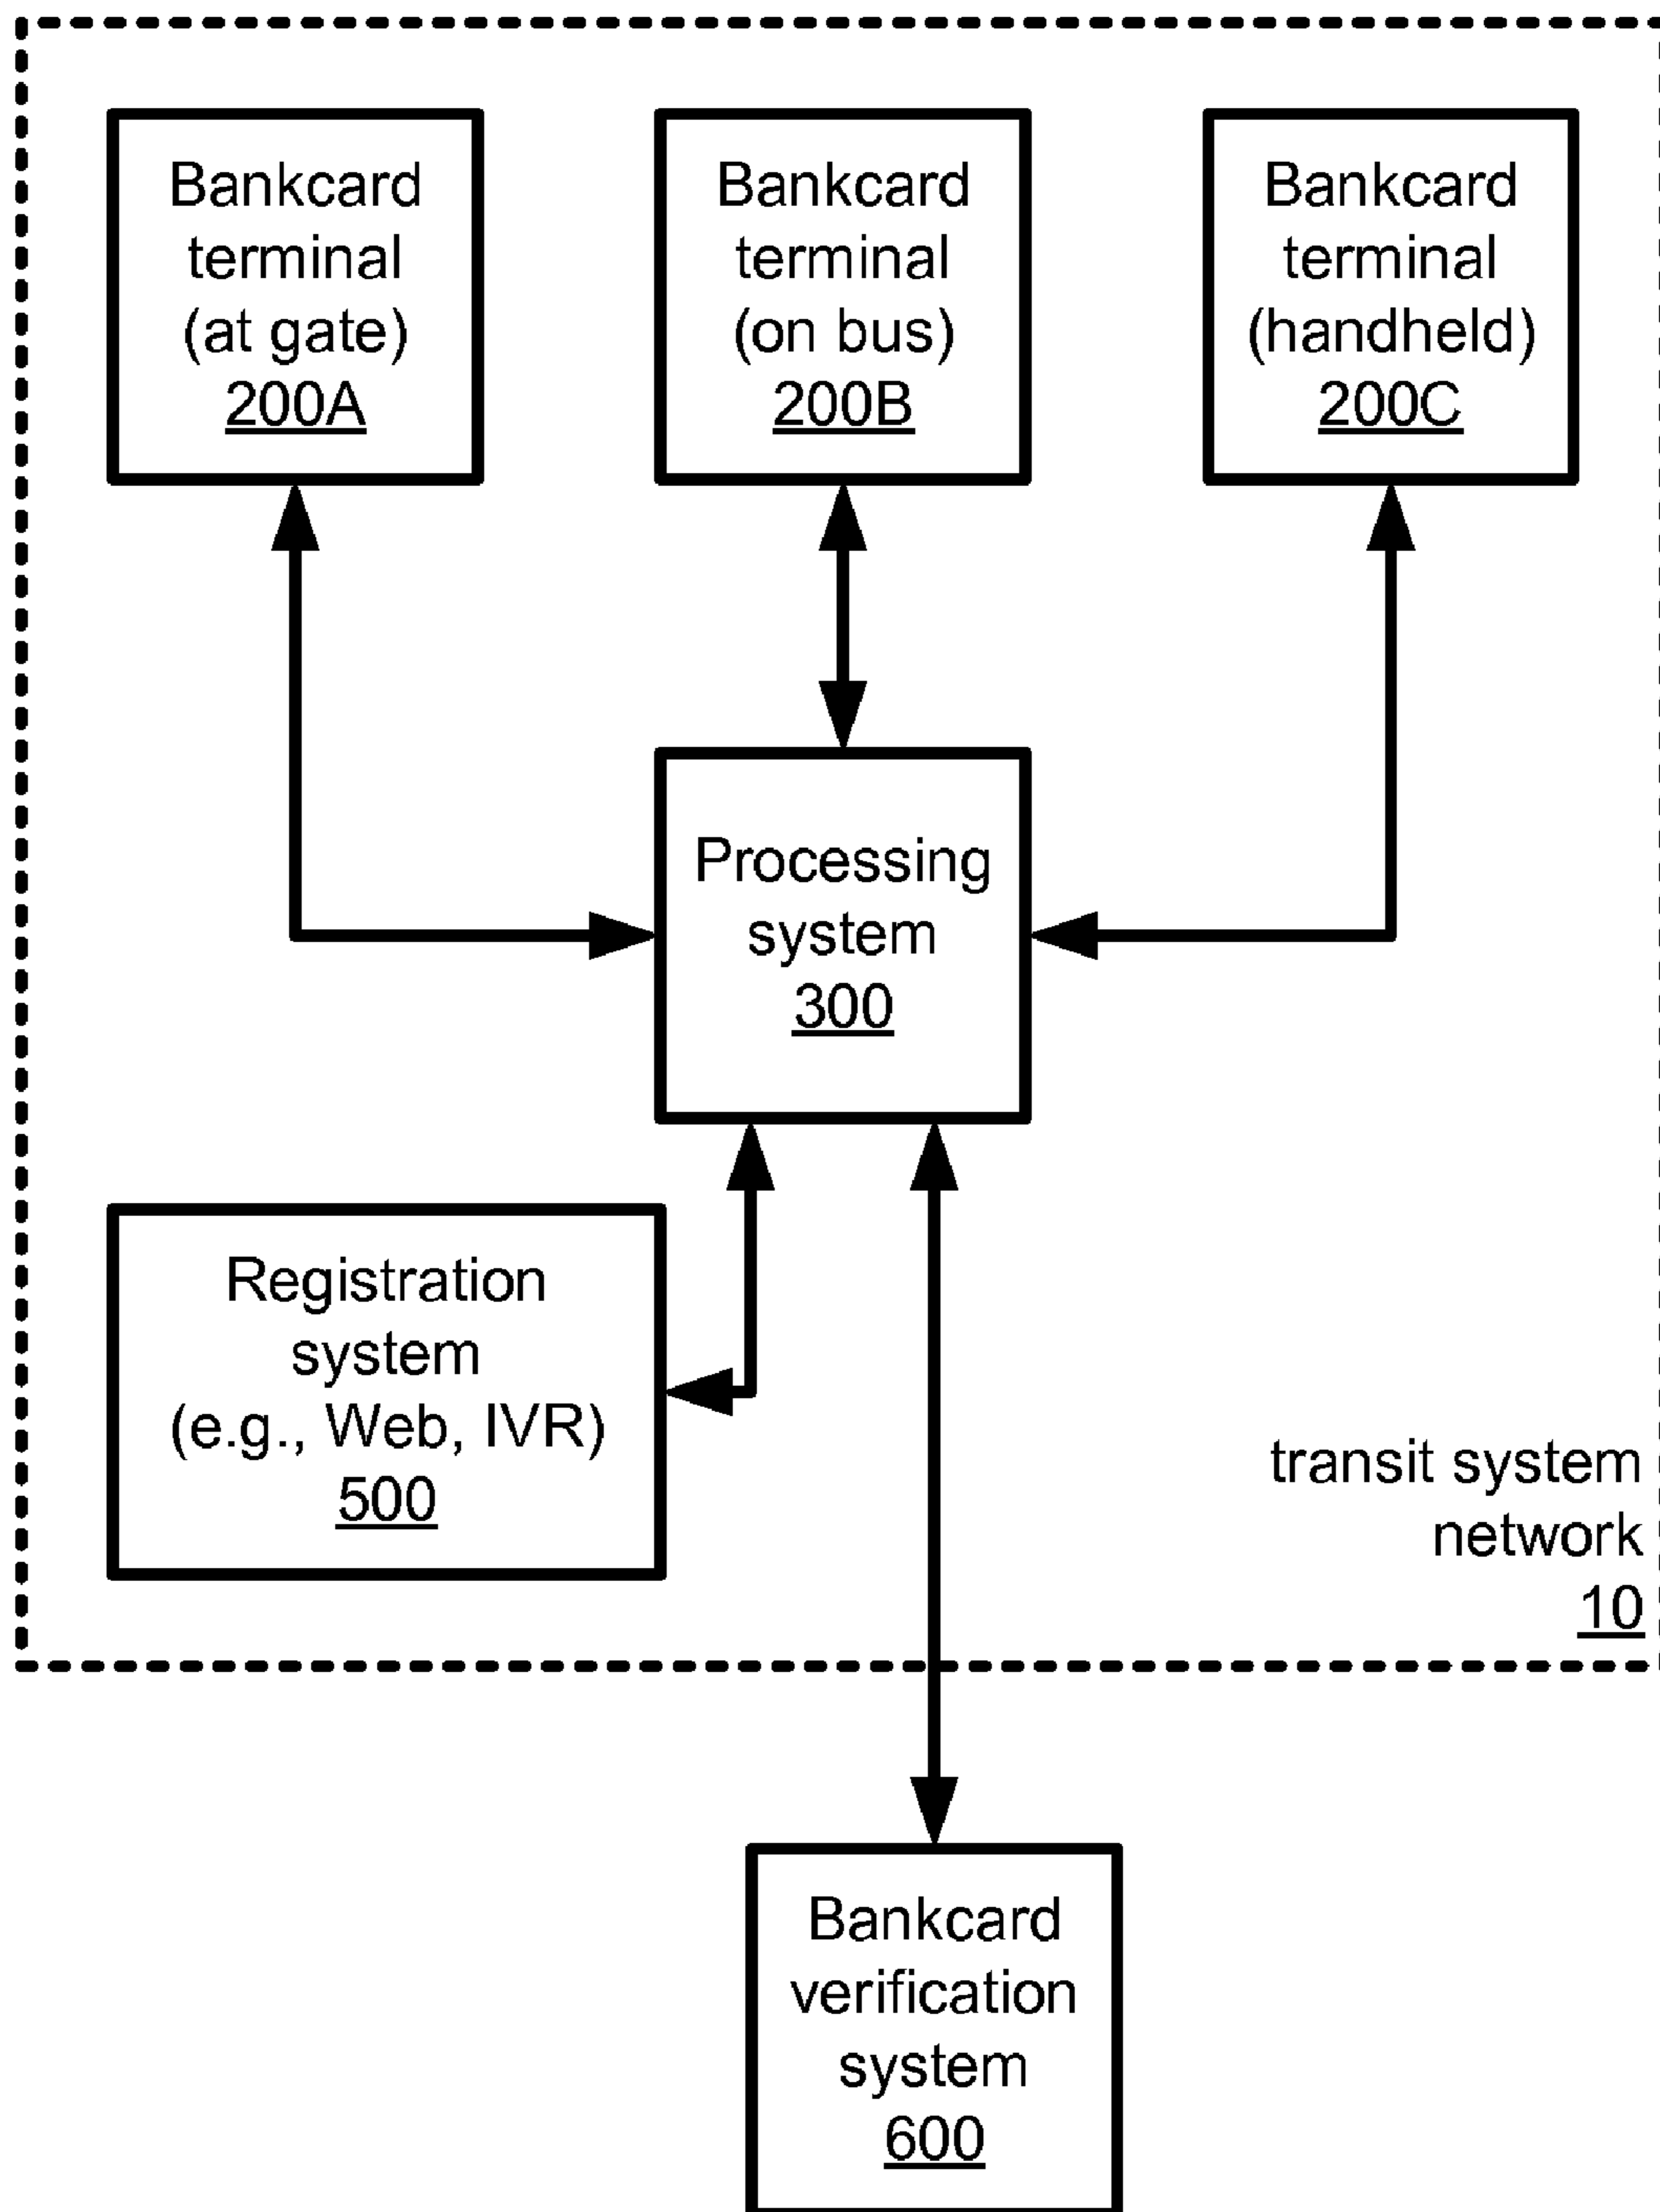 Bankcard
terminal
(at gate)
200A
Bankcard
terminal
(on bus)
200B
Bankcard
terminal
(handheld)
200C
Processing
system
300
Registration
system
(e.g., Web, IVR)
500
transit system
network
10
Bankcard
verification
system
600